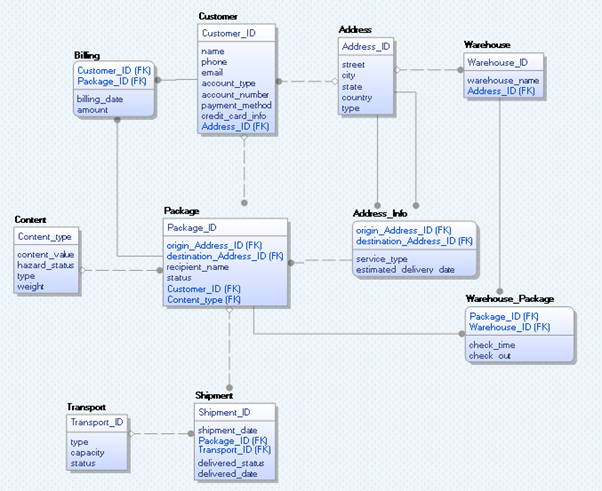 Customer
Customer_ID
name
phone
email
account_type
account_number
payment_method
credit_card_info
Address_ID (FK)
Address
Address_ID
street
city
state
country
type
Warehouse
Warehouse_ID
warehouse_name
Address_ID (FK)
Billing
Customer_ID (FK)
Package_ID (FK)
billing_date
amount
Package
Package_ID
origin_Address_ID (FK)
destination_Address_ID (FK)
recipient_name
status
Customer_ID (FK)
Content_type (FK)
Address_Info
origin_Address_ID (FK)
destination_Address_ID (FK)
service_type
estimated_delivery_date
Content
Content_type
content_value
hazard_status
type
weight
Warehouse_Package
Package_ID (FK)
Warehouse_ID (FK)
check_time
check_out
Shipment
Shipment_ID
shipment_date
Package_ID (FK)
Transport_ID (FK)
delivered_status
delivered_date
Transport
Transport_ID
type
capacity
status